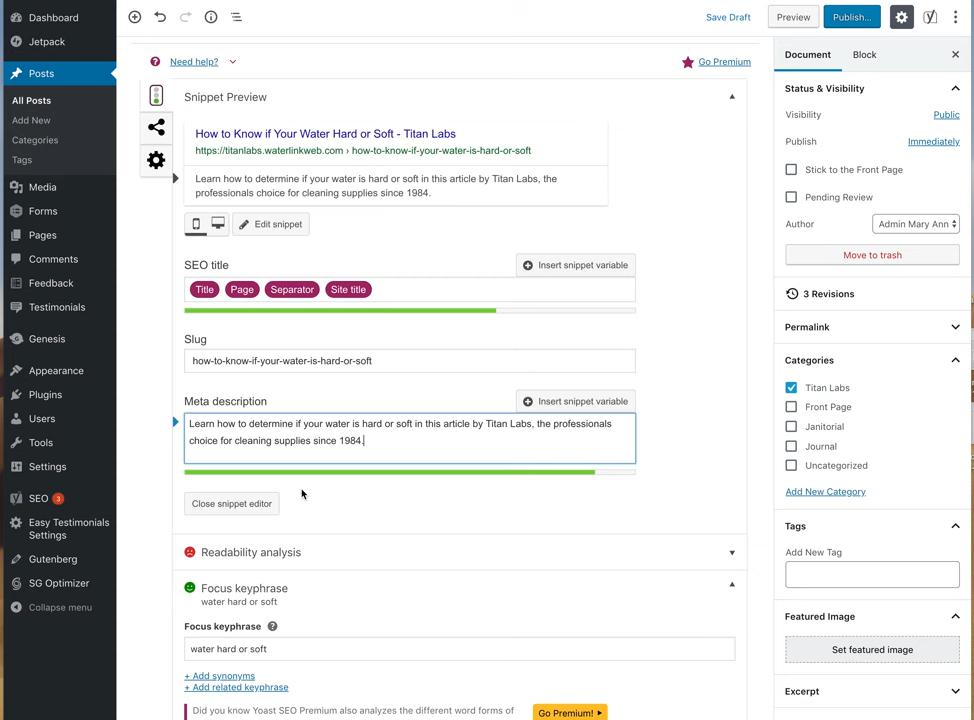 Dashboard
Jetpack
Posts
All Posts
Add New
Categories
Tags
Media
Forms
Pages
Comments
Feedback
Testimonials
Genesis
Appearance
Plugins
Users
Tools
Settings
SEO 3
Easy Testimonials
Settings
Gutenberg
SG Optimizer
Collapse menu
Save Draft
Preview
Publish...
Need help?
Go Premium
Snippet Preview
How to Know if Your Water Hard or Soft - Titan Labs
https://titanlabs.waterlinkweb.com › how-to-know-if-your-water-is-hard-or-soft
Learn how to determine if your water is hard or soft in this article by Titan Labs, the
professionals choice for cleaning supplies since 1984.
Edit snippet
SEO title
Insert snippet variable
Title Page Separator Site title
Slug
how-to-know-if-your-water-is-hard-or-soft
Meta description
Insert snippet variable
Learn how to determine if your water is hard or soft in this article by Titan Labs, the professionals
choice for cleaning supplies since 1984.
Close snippet editor
Readability analysis
Focus keyphrase
water hard or soft
Focus keyphrase ?
water hard or soft
+ Add synonyms
+ Add related keyphrase
Did you know Yoast SEO Premium also analyzes the different word forms of
Go Premium!
Document
Block
Status & Visibility
Visibility
Public
Publish
Immediately
Stick to the Front Page
Pending Review
Author
Admin Mary Ann
Move to trash
3 Revisions
Permalink
Categories
Titan Labs
Front Page
Janitorial
Journal
Uncategorized
Add New Category
Tags
Add New Tag
Featured Image
Set featured image
Excerpt